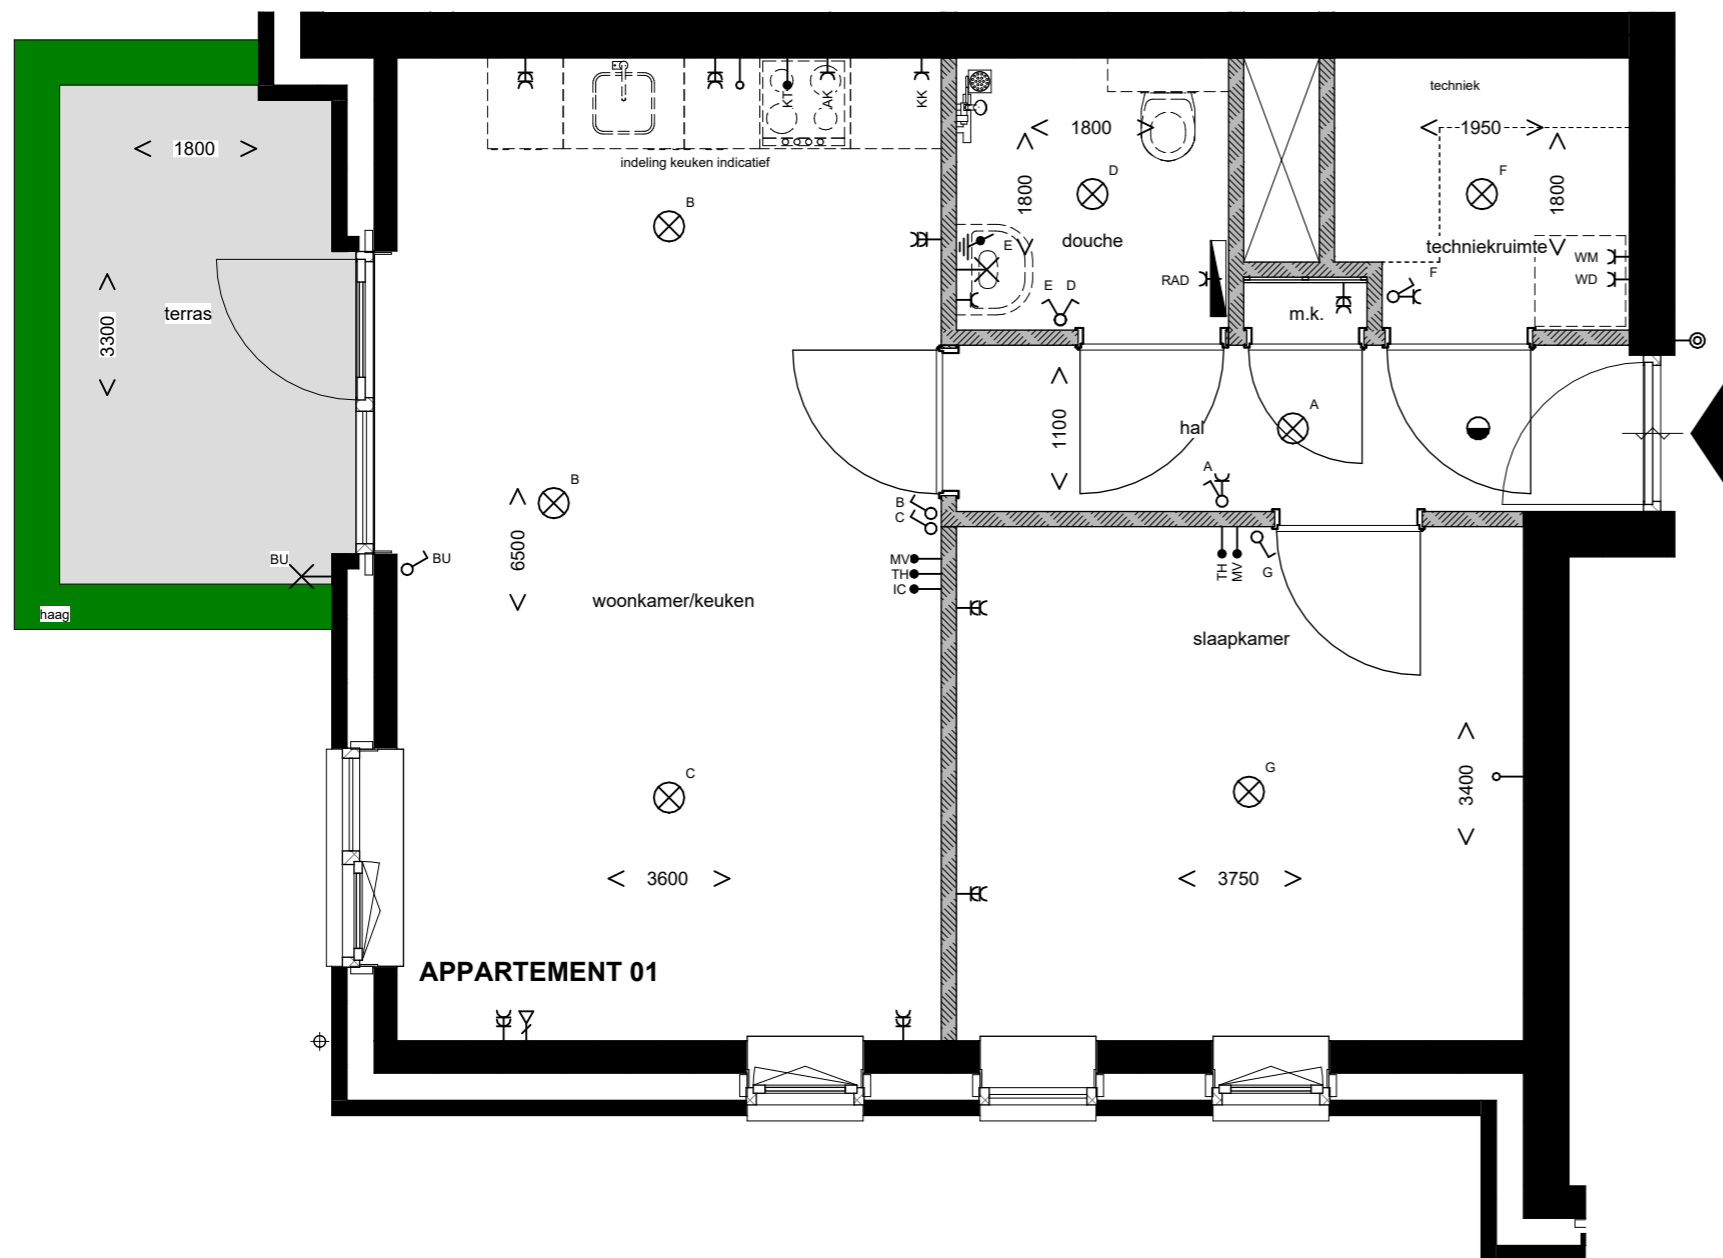 techniek
1800
KT
AK
KK
1800
1950
indeling keuken indicatief
B
D
F
1800
1800
douche
techniekruimte
E
WM
WD
RAD
E D
F
m.k.
3300
terras
1100
hal
A
A
B
6500
B
C
BU
BU
MV
TH
IC
TH
MV
G
woonkamer/keuken
haag
slaapkamer
C
G
3400
3600
3750
APPARTEMENT 01